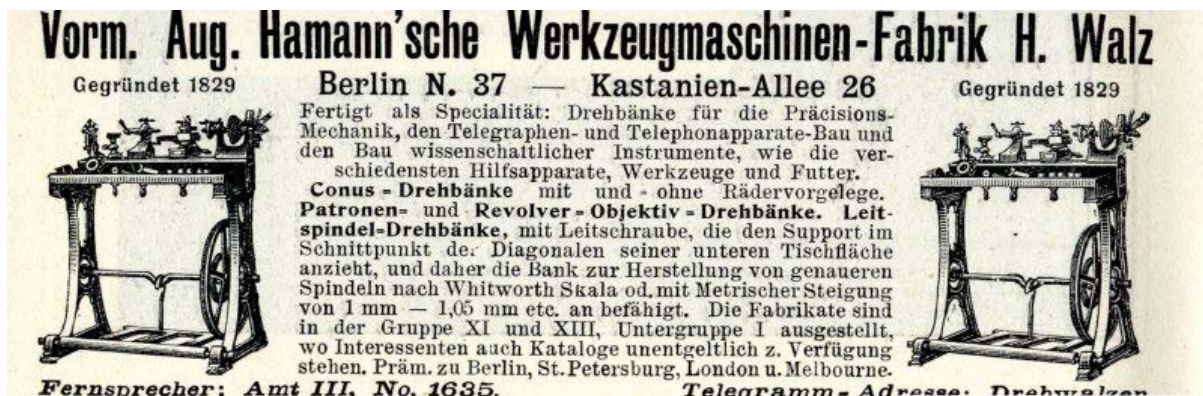 Vorm. Aug. Hamann'sche Werkzeugmaschinen-Fabrik H. Walz
Gegründet 1829
Berlin N. 37 — Kastanien-Allee 26
Gegründet 1829
Fertigt als Specialität: Drehbänke für die Präcisions-
Mechanik, den Telegraphen- und Telephonapparate-Bau und
den Bau wissenschaftlicher Instrumente, wie die ver-
schiedensten Hilfsapparate, Werkzeuge und Futter.
Conus-Drehbänke mit und ohne Rädervorgelege.
Patronen- und Revolver-Objektiv-Drehbänke. Leit-
spindel-Drehbänke, mit Leitschraube, die den Support im
Schnittpunkt der Diagonalen seiner unteren Tischfläche
anzieht, und daher die Bank zur Herstellung von genaueren
Spindeln nach Whitworth Skala od. mit Metrischer Steigung
von 1 mm — 1,05 mm etc. an befähigt. Die Fabrikate sind
in der Gruppe XI und XIII, Untergruppe I ausgestellt,
wo Interessenten auch Kataloge unentgeltlich z. Verfügung
stehen. Präm. zu Berlin, St. Petersburg, London u. Melbourne.
Fernsprecher: Amt III, No. 1635.
Telegramm-Adresse: Drehwalzen